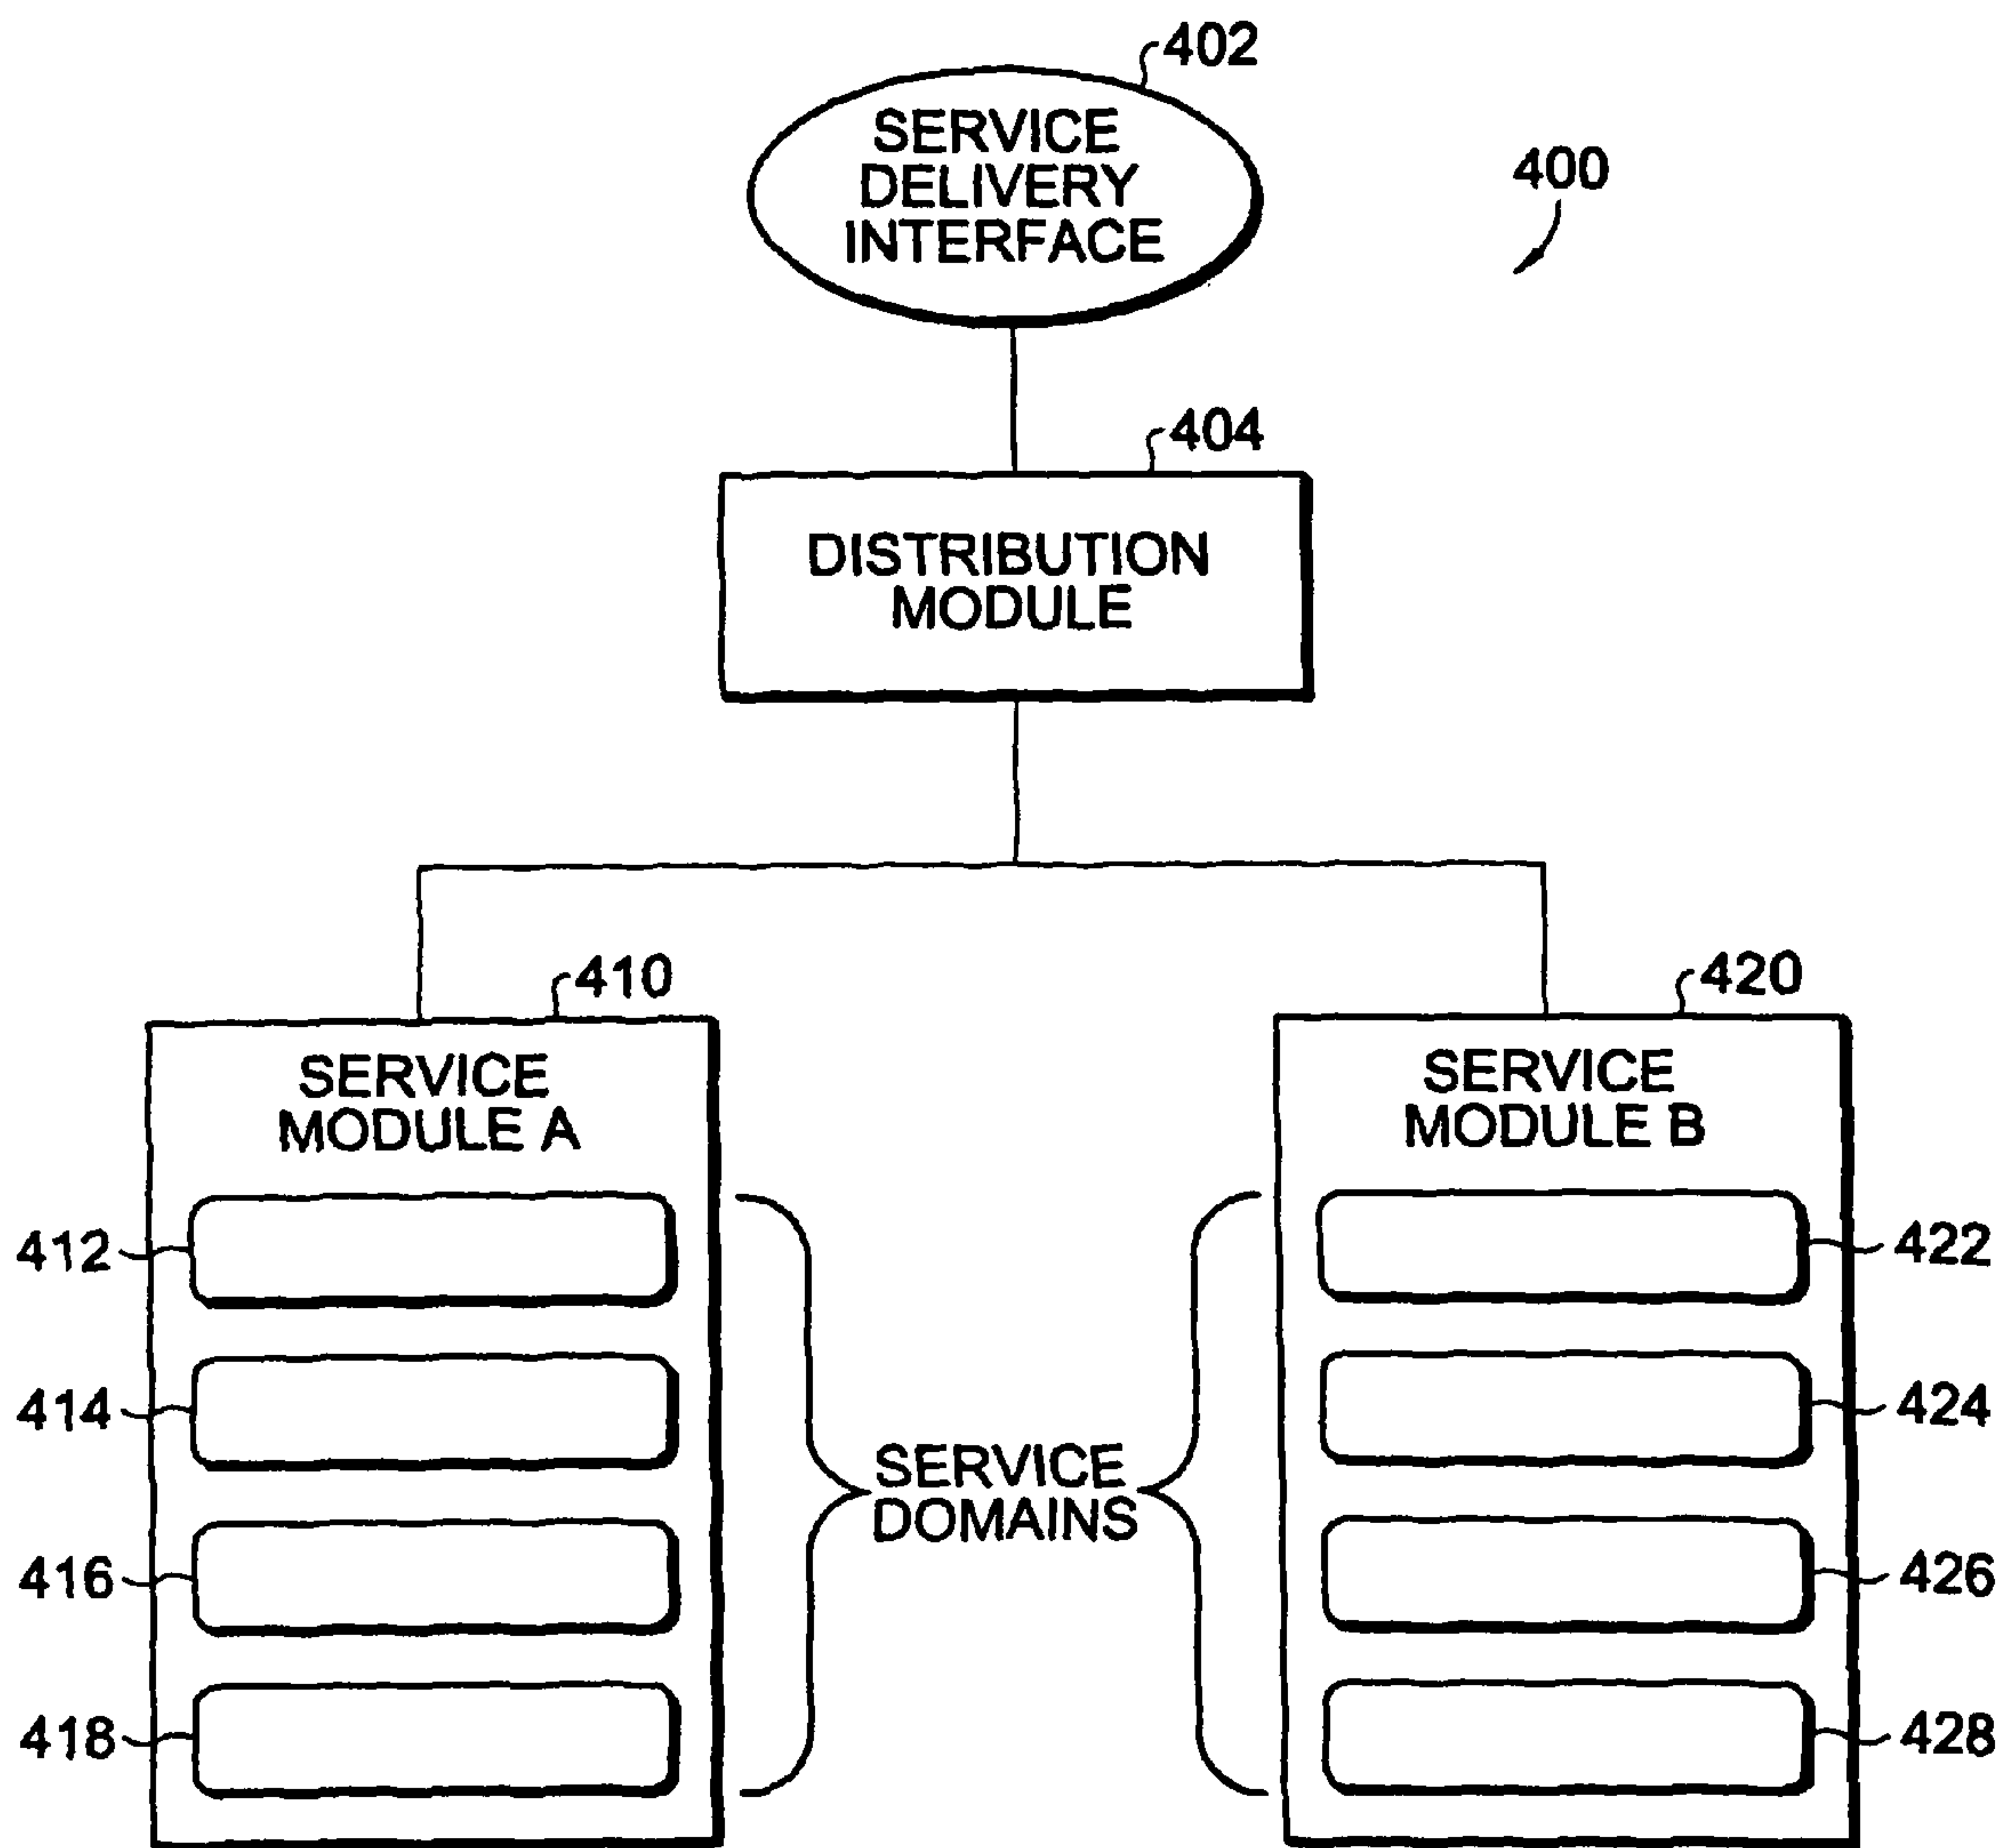 402
SERVICE
DELIVERY
INTERFACE
400
404
DISTRIBUTION
MODULE
410
420
SERVICE
MODULE A
SERVICE
MODULE B
412
422
414
424
SERVICE
DOMAINS
416
426
418
428